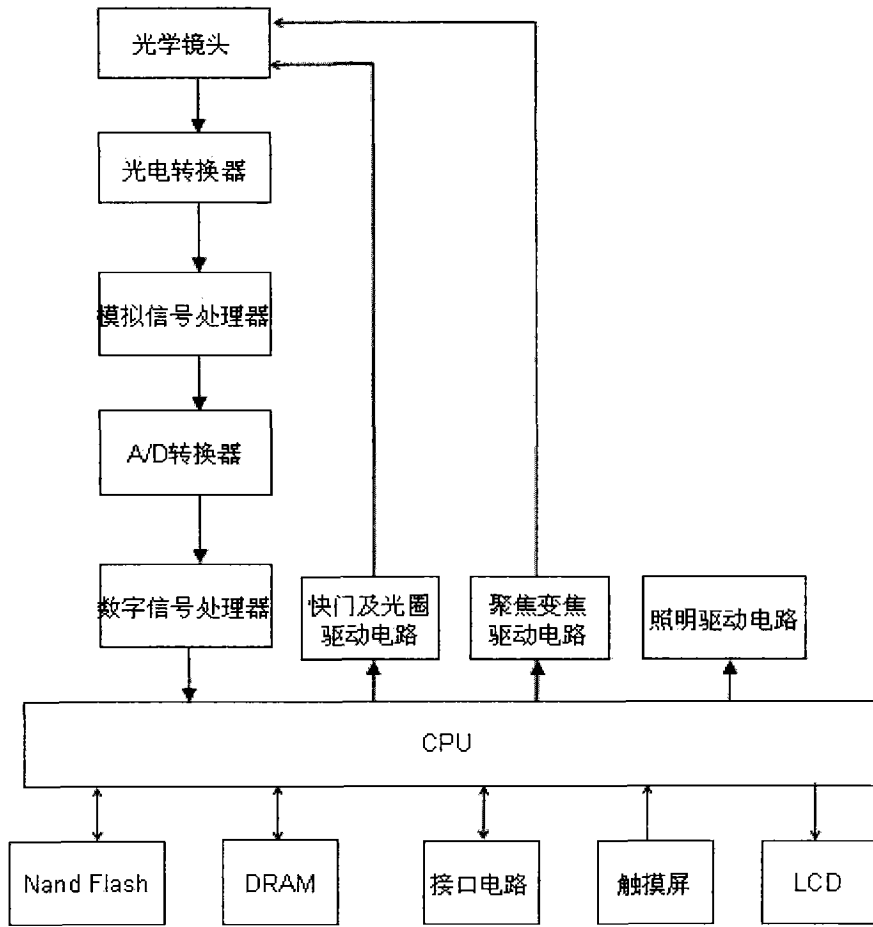 光学镜头
光电转换器
模拟信号处理器
A/D转换器
数字信号处理器
快门及光圈
驱动电路
聚焦变焦
驱动电路
照明驱动电路
CPU
Nand Flash
DRAM
接口电路
触摸屏
LCD